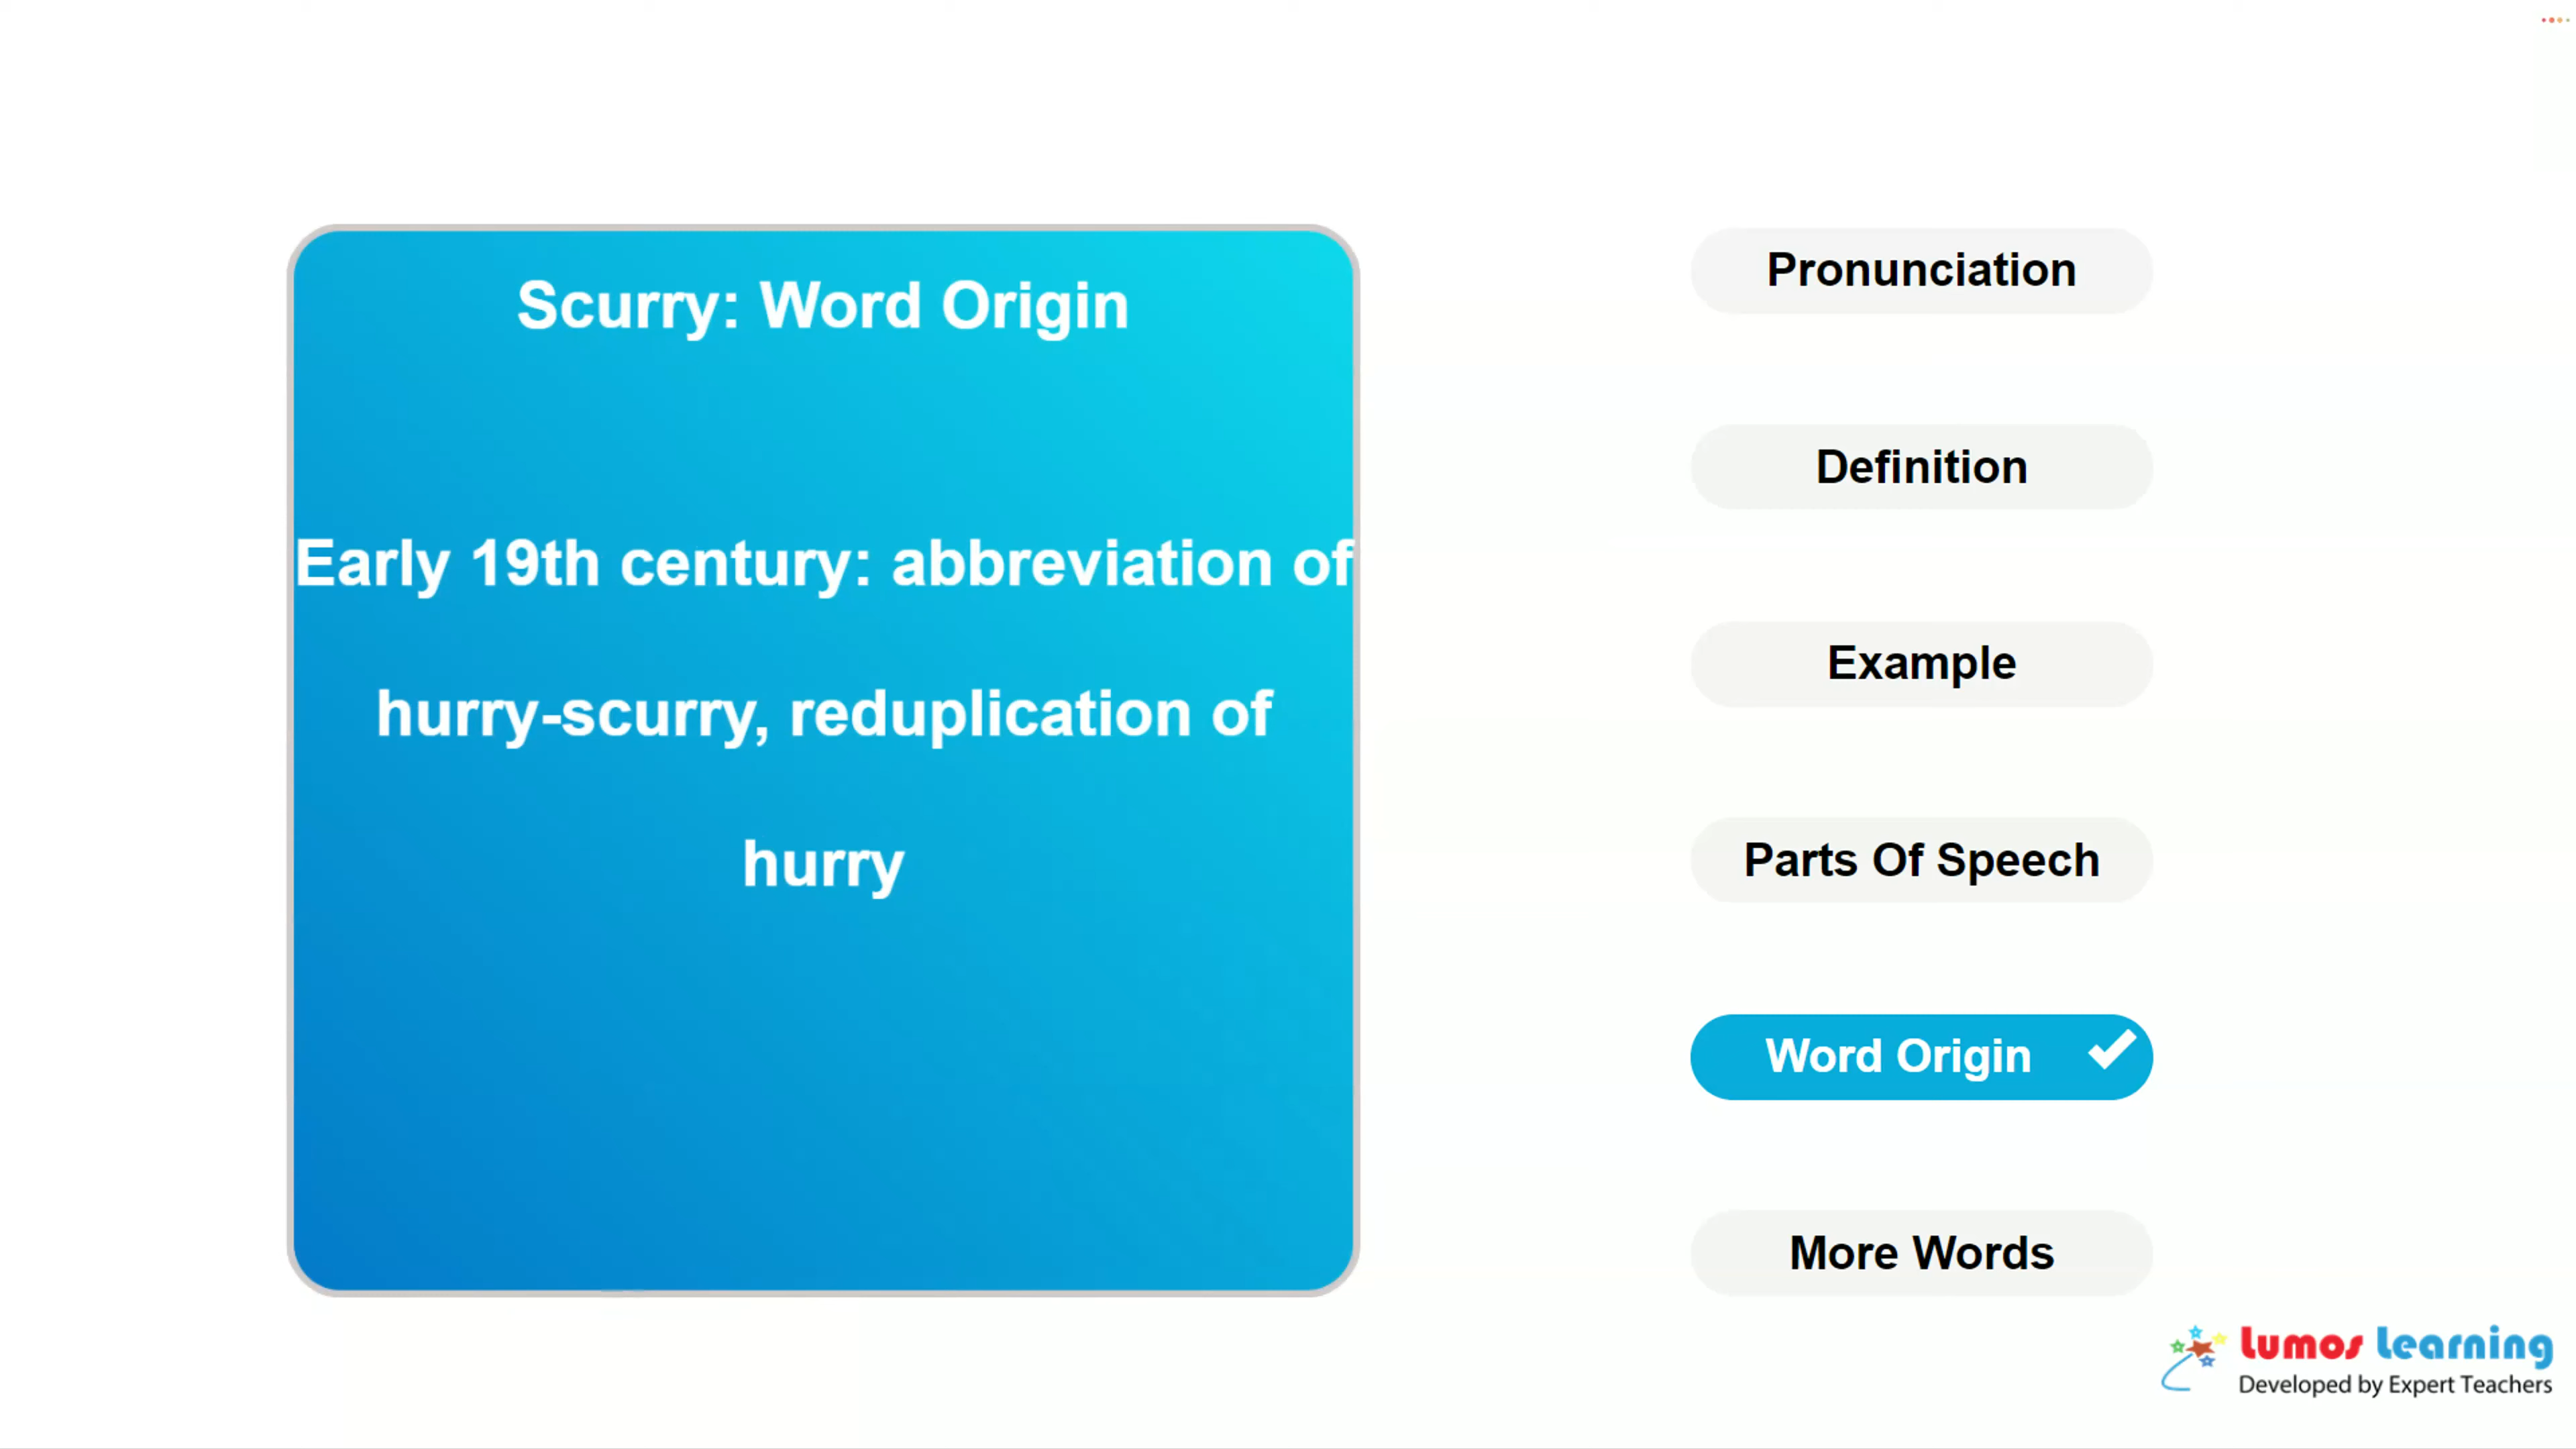 Scurry: Word Origin
Early 19th century: abbreviation of
hurry-scurry, reduplication of
hurry
Pronunciation
Definition
Example
Parts Of Speech
Word Origin
More Words
Lumos Learning
Developed by Expert Teachers